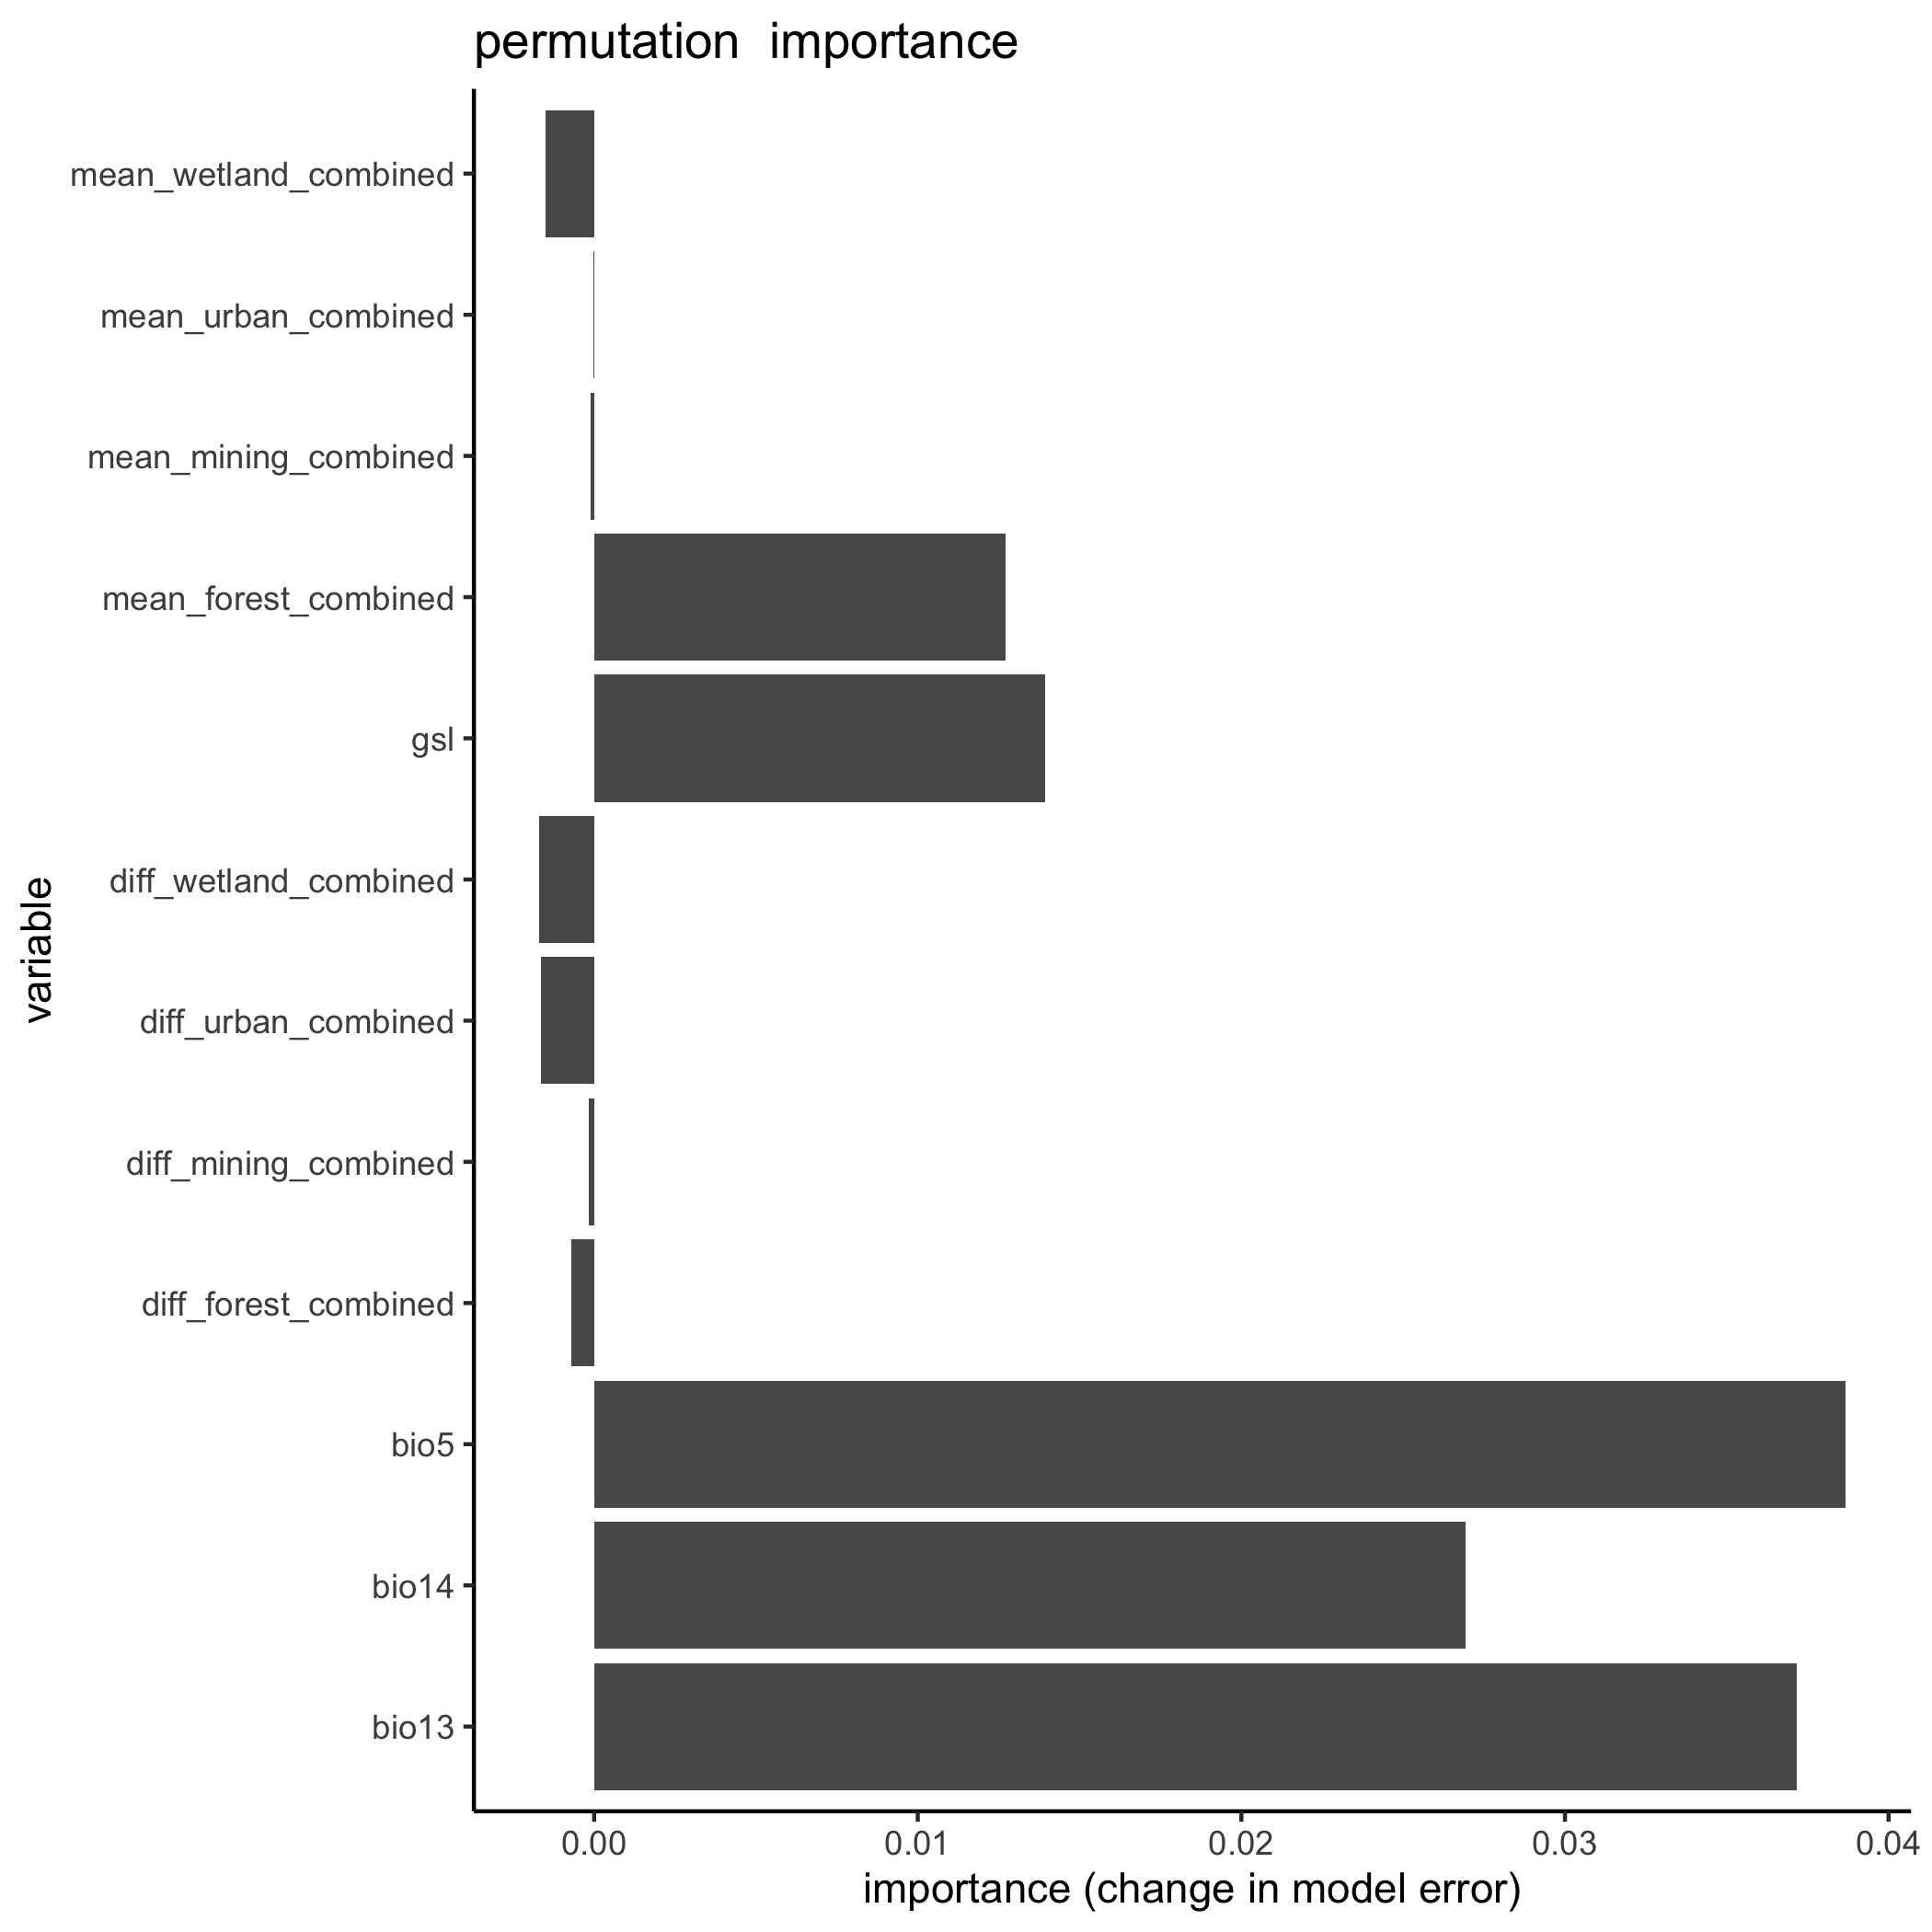 permutation  importance
mean_wetland_combined
mean_urban_combined
mean_mining_combined
mean_forest_combined
gsl
diff_wetland_combined
diff_urban_combined
diff_mining_combined
diff_forest_combined
bio5
bio14
bio13
variable
0.00 0.01 0.02 0.03 0.04
importance (change in model error)